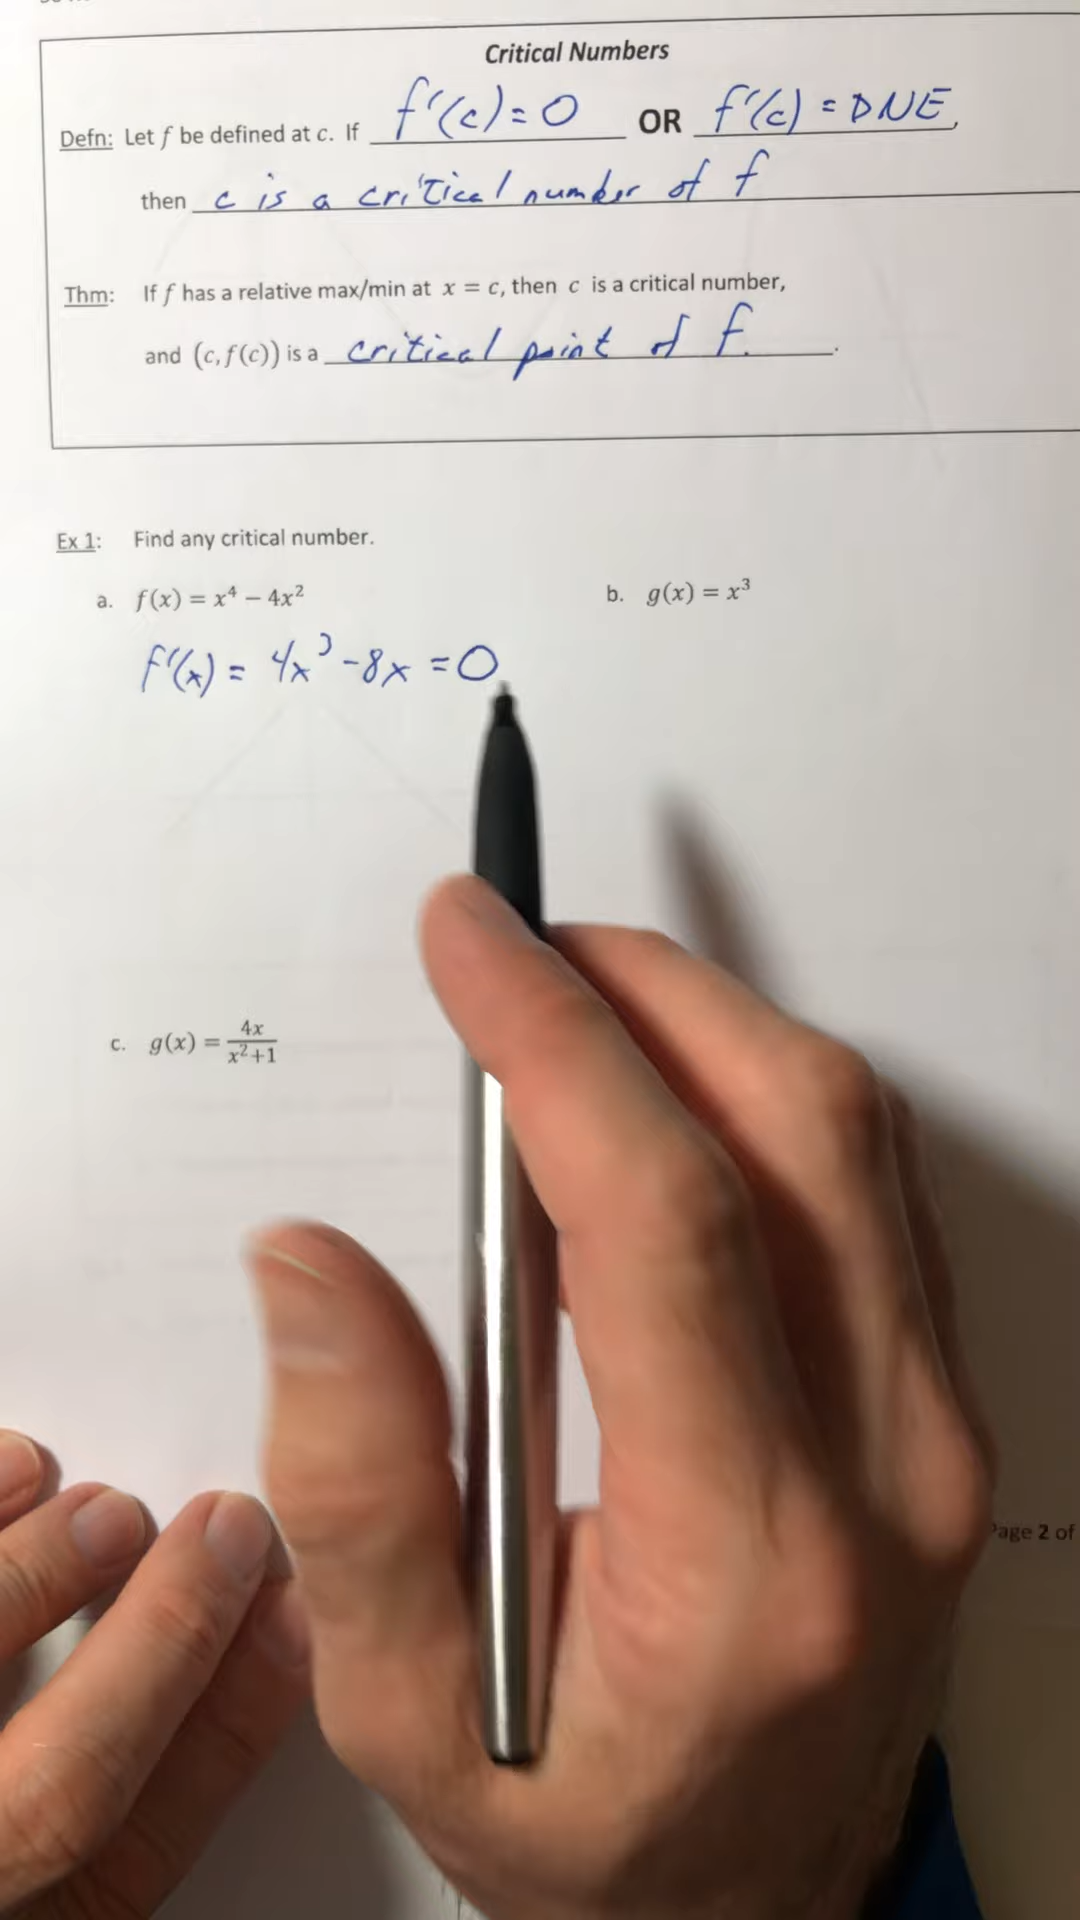 Critical Numbers
Defn: Let f be defined at c. If f'(c)=0 OR f'(c) = DNE,
then c is a critical number of f
Thm: If f has a relative max/min at x = c, then c is a critical number,
and (c, f(c)) is a critical point of f.
Ex 1: Find any critical number.
a. f(x) = x⁴ − 4x²
b. g(x) = x³
f'(x) = 4x³ -8x =0
c. g(x) = 4x/(x²+1)
Page 2 of